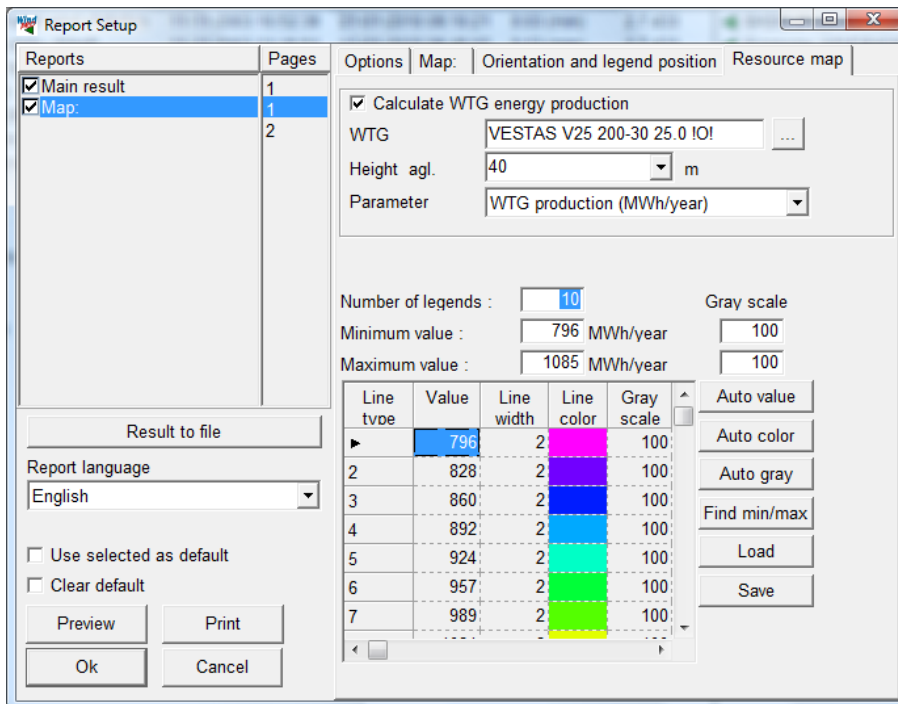 Report Setup
Reports Pages
Main result 1
Map: 1
2
Result to file
Report language
English
Use selected as default
Clear default
Preview Print
Ok Cancel
Options Map: Orientation and legend position Resource map
Calculate WTG energy production
WTG VESTAS V25 200-30 25.0 !O! ...
Height agl. 40 m
Parameter WTG production (MWh/year)
Number of legends : 10 Gray scale
Minimum value : 796 MWh/year 100
Maximum value : 1085 MWh/year 100
Line type Value Line width Line color Gray scale
796 2 100
2 828 2 100
3 860 2 100
4 892 2 100
5 924 2 100
6 957 2 100
7 989 2 100
Auto value
Auto color
Auto gray
Find min/max
Load
Save